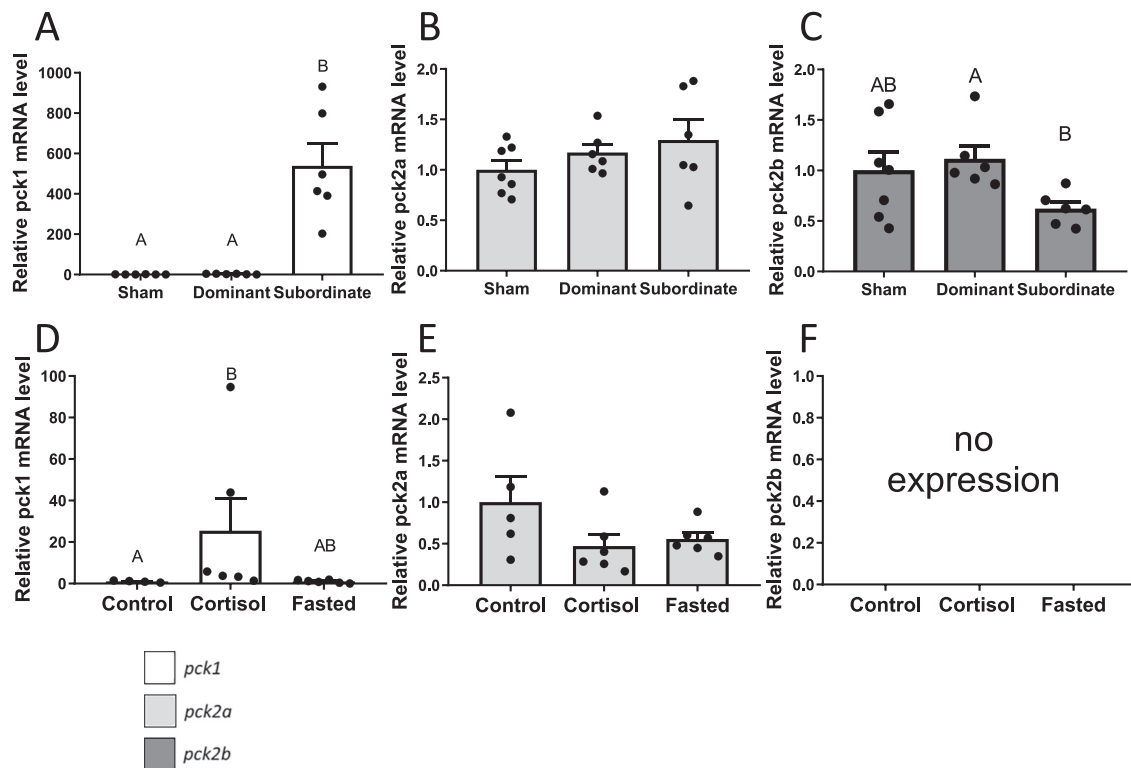 A
Relative pck1 mRNA level
1000
800
600
400
200
0
A
A
B
Sham
Dominant
Subordinate
B
Relative pck2a mRNA level
2.0
1.5
1.0
0.5
0.0
Sham
Dominant
Subordinate
C
Relative pck2b mRNA level
2.0
1.5
1.0
0.5
0.0
AB
A
B
Sham
Dominant
Subordinate
D
Relative pck1 mRNA level
100
80
60
40
20
0
A
B
AB
Control
Cortisol
Fasted
E
Relative pck2a mRNA level
2.5
2.0
1.5
1.0
0.5
0.0
Control
Cortisol
Fasted
F
Relative pck2b mRNA level
1.0
0.8
0.6
0.4
0.2
0.0
no
expression
Control
Cortisol
Fasted
pck1
pck2a
pck2b